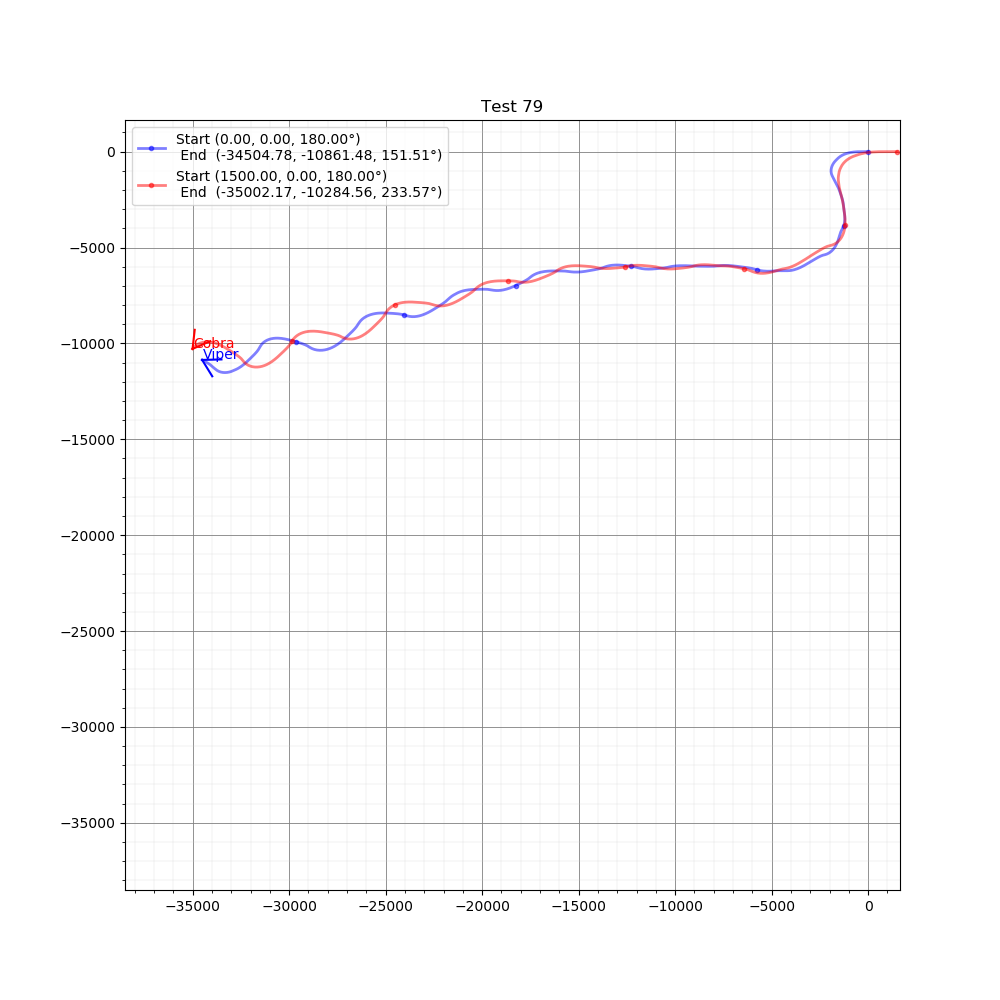 Test 79
Start (0.00, 0.00, 180.00°)
End  (-34504.78, -10861.48, 151.51°)
Start (1500.00, 0.00, 180.00°)
End  (-35002.17, -10284.56, 233.57°)
0
−5000
−10000
−15000
−20000
−25000
−30000
−35000
Cobra
Viper
−35000 −30000 −25000 −20000 −15000 −10000 −5000 0